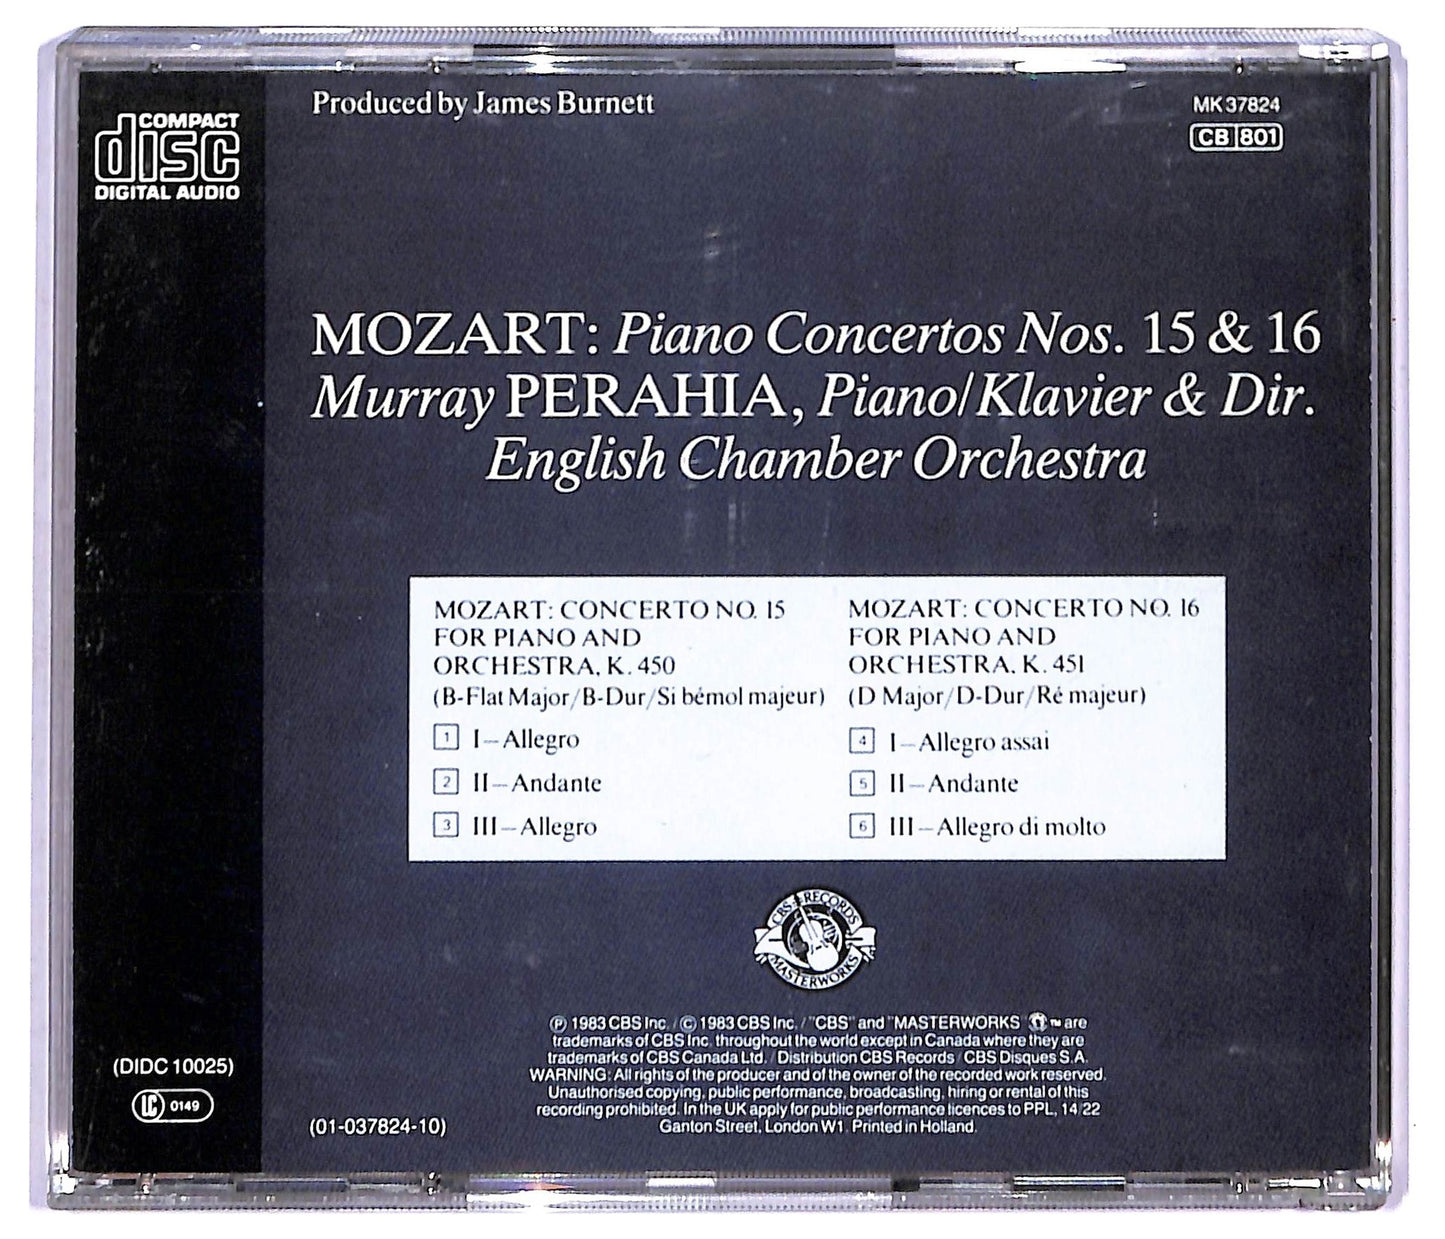 COMPACT
disc
DIGITAL AUDIO
Produced by James Burnett
MK 37824
CB 801
MOZART: Piano Concertos Nos. 15 & 16
Murray PERAHIA, Piano/Klavier & Dir.
English Chamber Orchestra
MOZART: CONCERTO NO. 15
FOR PIANO AND
ORCHESTRA, K. 450
(B-Flat Major/B-Dur/Si bémol majeur)
1 I—Allegro
2 II—Andante
3 III—Allegro
MOZART: CONCERTO NO. 16
FOR PIANO AND
ORCHESTRA, K. 451
(D Major/D-Dur/Ré majeur)
4 I—Allegro assai
5 II—Andante
6 III—Allegro di molto
CBS RECORDS
MASTERWORKS
℗ 1983 CBS Inc. / © 1983 CBS Inc. / "CBS" and "MASTERWORKS ™ are
trademarks of CBS Inc. throughout the world except in Canada where they are
trademarks of CBS Canada Ltd. / Distribution CBS Records / CBS Disques S.A.
WARNING: All rights of the producer and of the owner of the recorded work reserved.
Unauthorised copying, public performance, broadcasting, hiring or rental of this
recording prohibited. In the UK apply for public performance licences to PPL, 14/22
Ganton Street, London W1. Printed in Holland.
(DIDC 10025)
LC 0149
(01-037824-10)